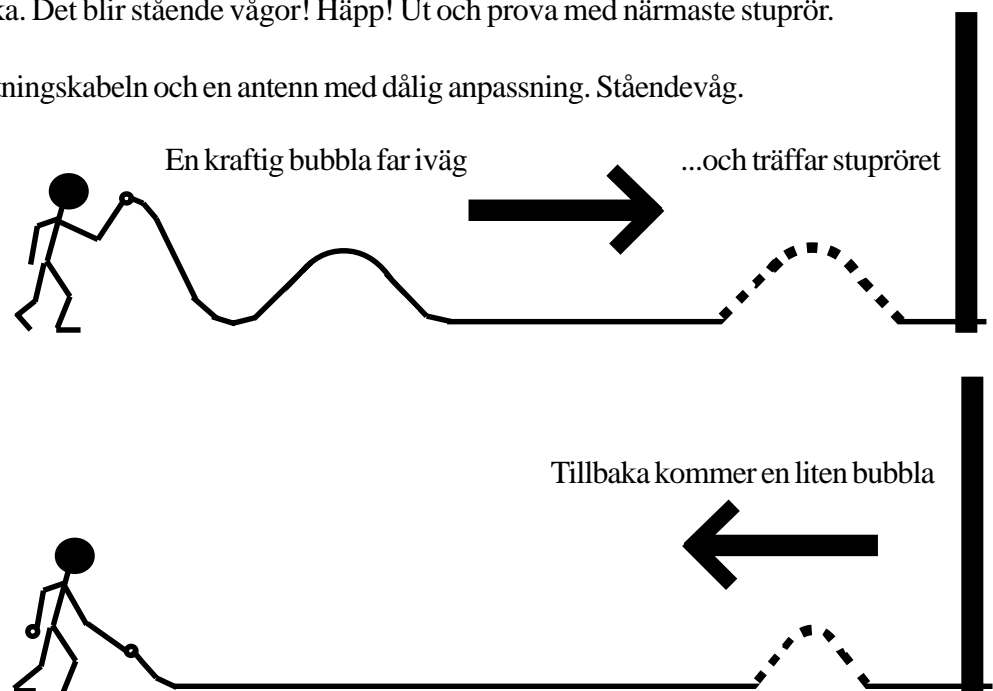 ka. Det blir stående vågor! Häpp! Ut och prova med närmaste stuprör.
tningskabeln och en antenn med dålig anpassning. Ståendevåg.
En kraftig bubbla far iväg
...och träffar stupröret
Tillbaka kommer en liten bubbla